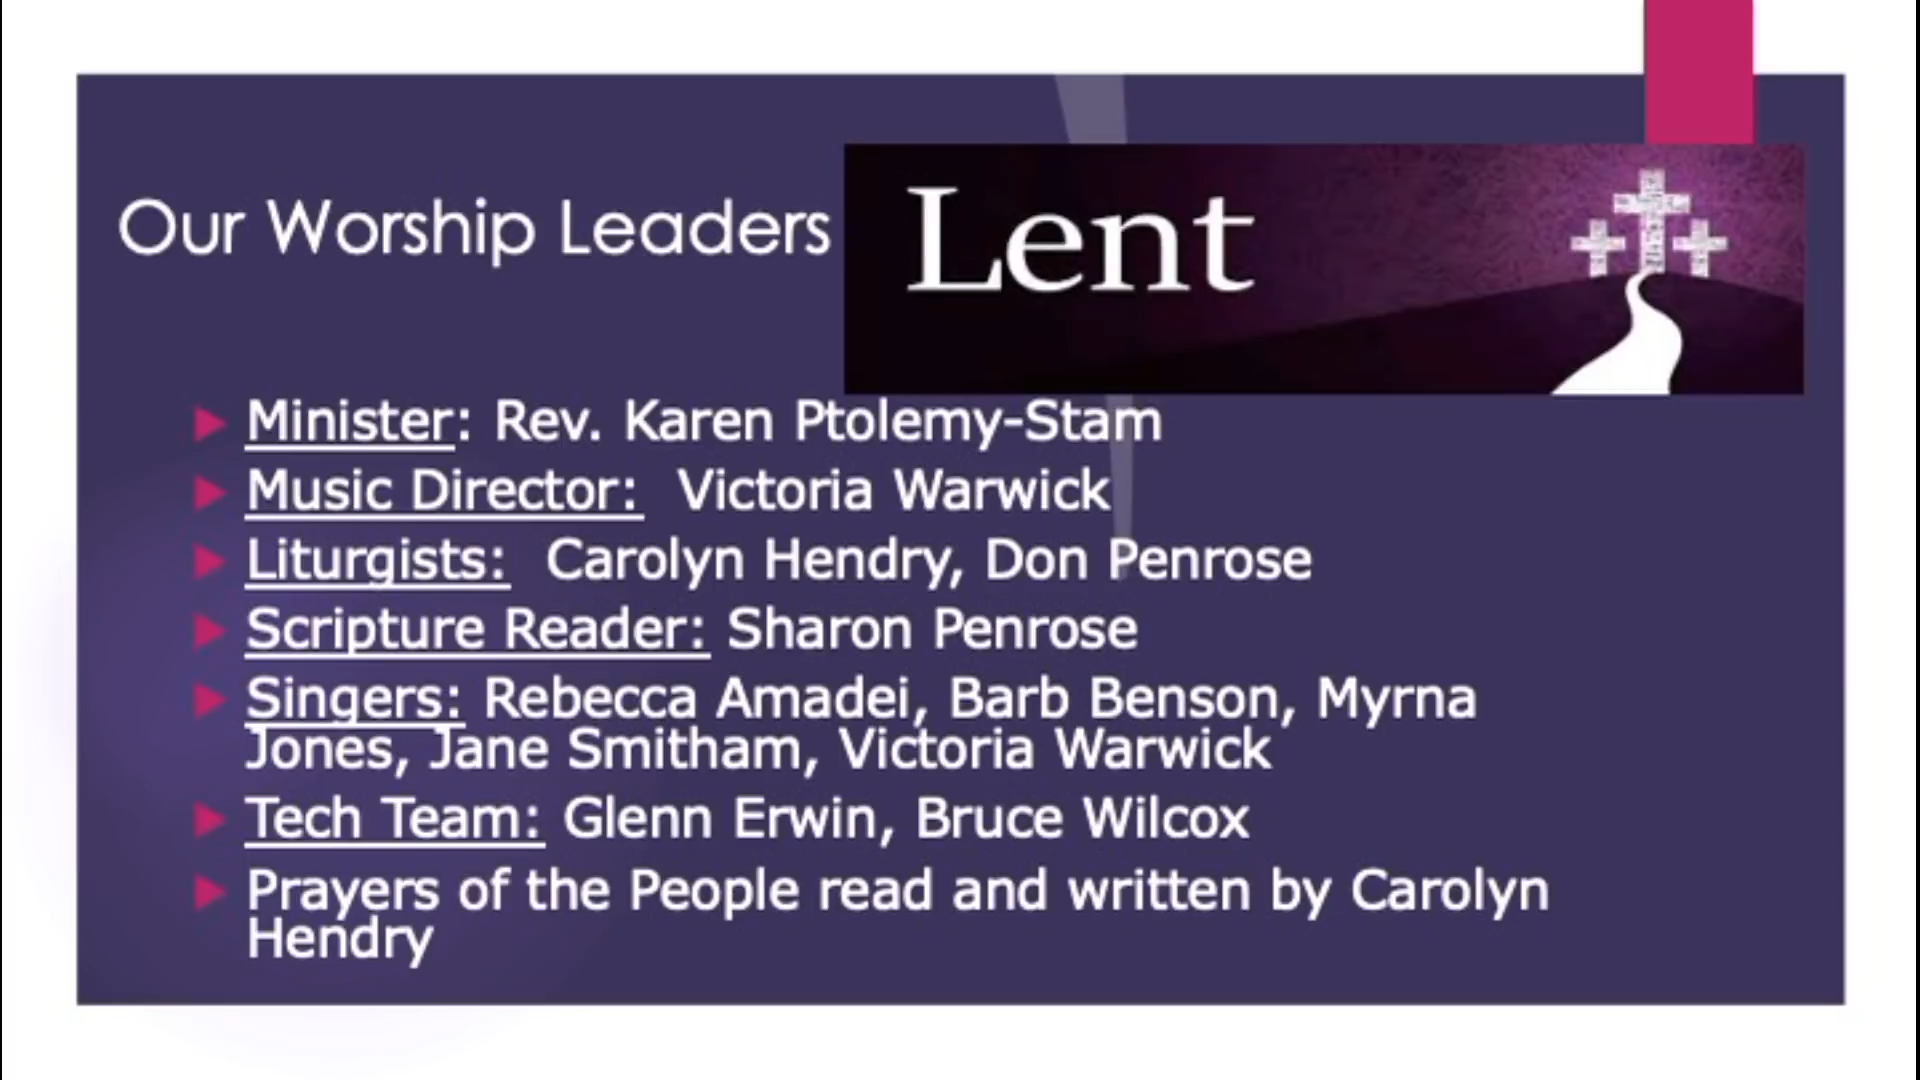 Our Worship Leaders
Lent
Minister: Rev. Karen Ptolemy-Stam
Music Director:  Victoria Warwick
Liturgists:  Carolyn Hendry, Don Penrose
Scripture Reader: Sharon Penrose
Singers: Rebecca Amadei, Barb Benson, Myrna
Jones, Jane Smitham, Victoria Warwick
Tech Team: Glenn Erwin, Bruce Wilcox
Prayers of the People read and written by Carolyn
Hendry